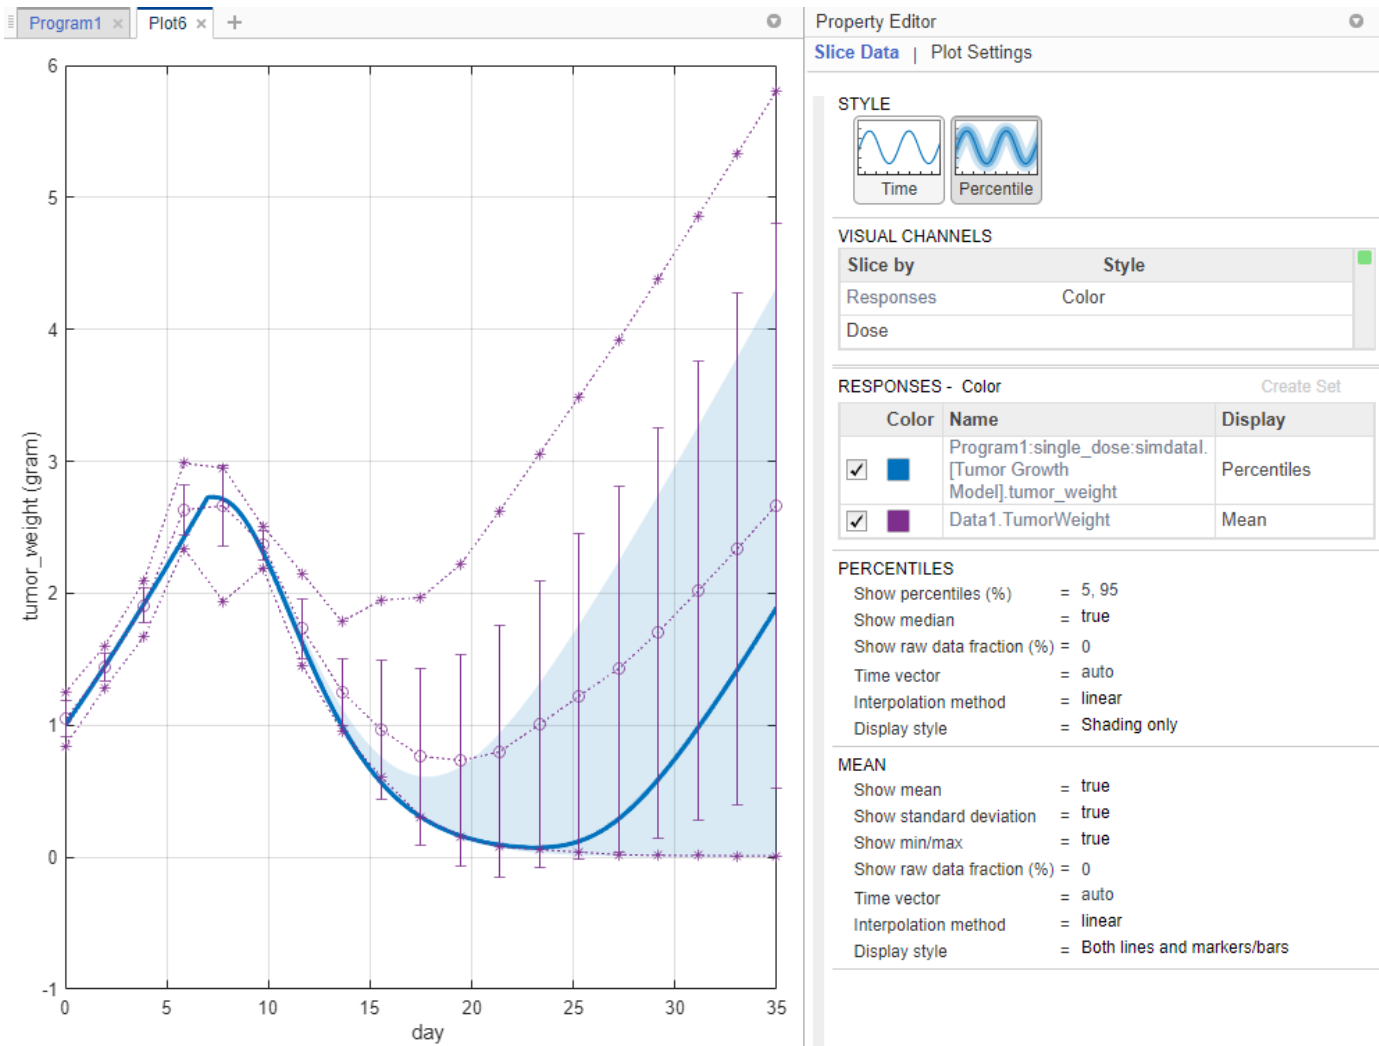 Program1 × Plot6 × +
6
5
4
3
2
1
0
-1
tumor_weight (gram)
0 5 10 15 20 25 30 35
day
Property Editor
Slice Data | Plot Settings
STYLE
Time Percentile
VISUAL CHANNELS
Slice by Style
Responses Color
Dose
RESPONSES - Color Create Set
Color Name Display
Program1:single_dose:simdataI.
[Tumor Growth
Model].tumor_weight
Percentiles
Data1.TumorWeight Mean
PERCENTILES
Show percentiles (%) = 5, 95
Show median = true
Show raw data fraction (%) = 0
Time vector = auto
Interpolation method = linear
Display style = Shading only
MEAN
Show mean = true
Show standard deviation = true
Show min/max = true
Show raw data fraction (%) = 0
Time vector = auto
Interpolation method = linear
Display style = Both lines and markers/bars